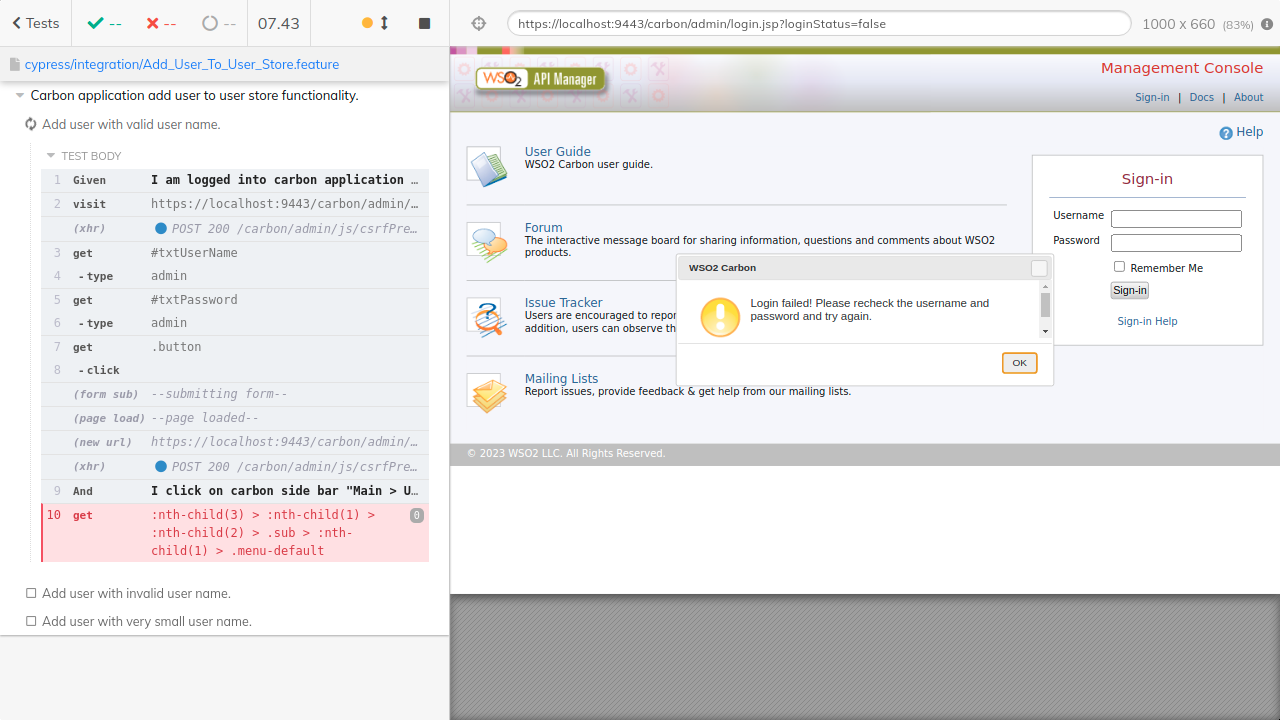 Tests
--
--
--
07.43
https://localhost:9443/carbon/admin/login.jsp?loginStatus=false
1000 x 660 (83%)
cypress/integration/Add_User_To_User_Store.feature
Carbon application add user to user store functionality.
Add user with valid user name.
TEST BODY
1 Given I am logged into carbon application …
2 visit https://localhost:9443/carbon/admin/…
(xhr) POST 200 /carbon/admin/js/csrfPre…
3 get #txtUserName
4 -type admin
5 get #txtPassword
6 -type admin
7 get .button
8 -click
(form sub) --submitting form--
(page load) --page loaded--
(new url) https://localhost:9443/carbon/admin/…
(xhr) POST 200 /carbon/admin/js/csrfPre…
9 And I click on carbon side bar "Main > U…
10 get :nth-child(3) > :nth-child(1) > 0
:nth-child(2) > .sub > :nth-
child(1) > .menu-default
Add user with invalid user name.
Add user with very small user name.
WSO2 API Manager
Management Console
Sign-in | Docs | About
Help
User Guide
WSO2 Carbon user guide.
Forum
The interactive message board for sharing information, questions and comments about WSO2
products.
Issue Tracker
Users are encouraged to repor
addition, users can observe th
Mailing Lists
Report issues, provide feedback & get help from our mailing lists.
Sign-in
Username
Password
Remember Me
Sign-in
Sign-in Help
WSO2 Carbon
Login failed! Please recheck the username and
password and try again.
OK
© 2023 WSO2 LLC. All Rights Reserved.